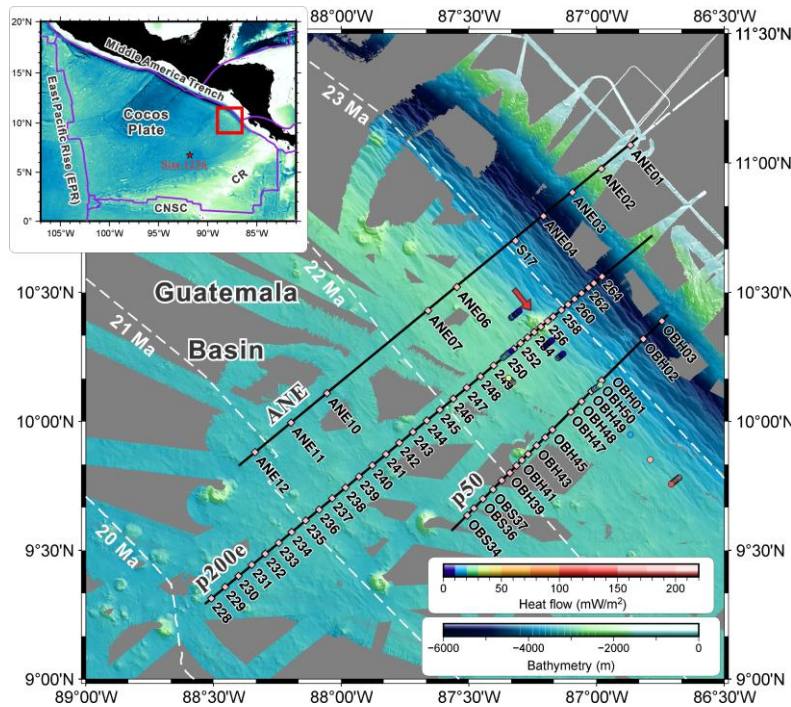 88°00'W
87°30'W
87°00'W
86°30'W
20°N
15°N
10°N
5°N
0°
105°W
100°W
95°W
90°W
85°W
Middle America Trench
East Pacific Rise (EPR)
Cocos
Plate
Site 1256
CR
CNSC
11°30'N
11°00'N
10°30'N
10°00'N
9°30'N
9°00'N
23 Ma
22 Ma
21 Ma
20 Ma
Guatemala
Basin
ANE
ANE01
ANE02
ANE03
ANE04
S17
ANE06
ANE07
ANE10
ANE11
ANE12
p200e
264
262
260
258
256
254
252
250
249
248
247
246
245
244
243
242
241
240
239
238
237
236
235
234
233
232
231
230
229
228
p50
OBH03
OBH02
OBH01
OBH50
OBH49
OBH48
OBH47
OBH45
OBH43
OBH41
OBH39
OBS37
OBS36
OBS34
0
50
100
150
200
Heat flow (mW/m²)
−6000
−4000
−2000
0
Bathymetry (m)
89°00'W
88°30'W
88°00'W
87°30'W
87°00'W
86°30'W